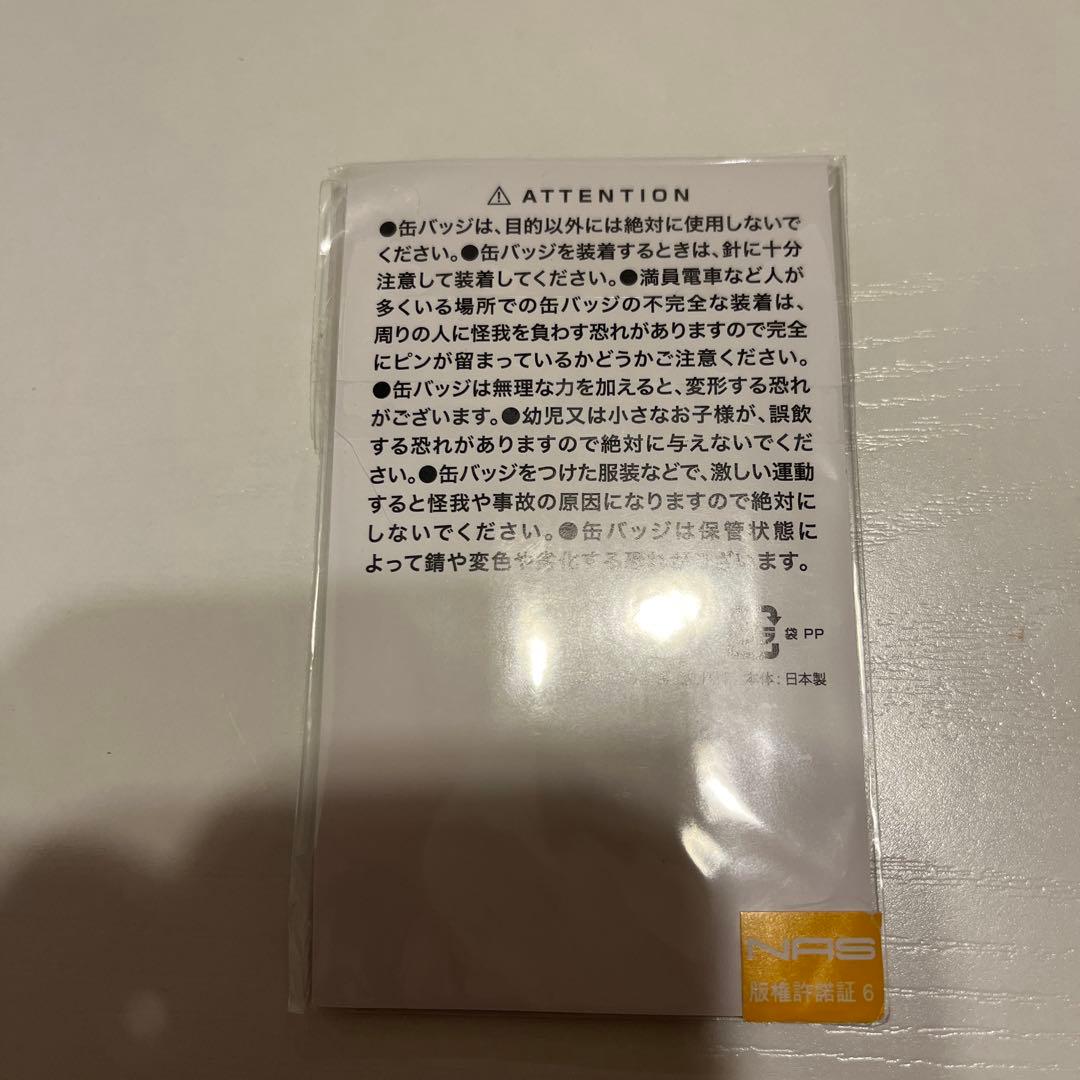 ⚠ ATTENTION
●缶バッジは、目的以外には絶対に使用しないで
ください。●缶バッジを装着するときは、針に十分
注意して装着してください。●満員電車など人が
多くいる場所での缶バッジの不完全な装着は、
周りの人に怪我を負わす恐れがありますので完全
にピンが留まっているかどうかご注意ください。
●缶バッジは無理な力を加えると、変形する恐れ
がございます。●幼児又は小さなお子様が、誤飲
する恐れがありますので絶対に与えないでくだ
さい。●缶バッジをつけた服装などで、激しい運動
すると怪我や事故の原因になりますので絶対に
しないでください。●缶バッジは保管状態に
よって錆や変色や劣化する恐れがございます。
プラ 袋 PP
本体：日本製
NAS
版権許諾証 6